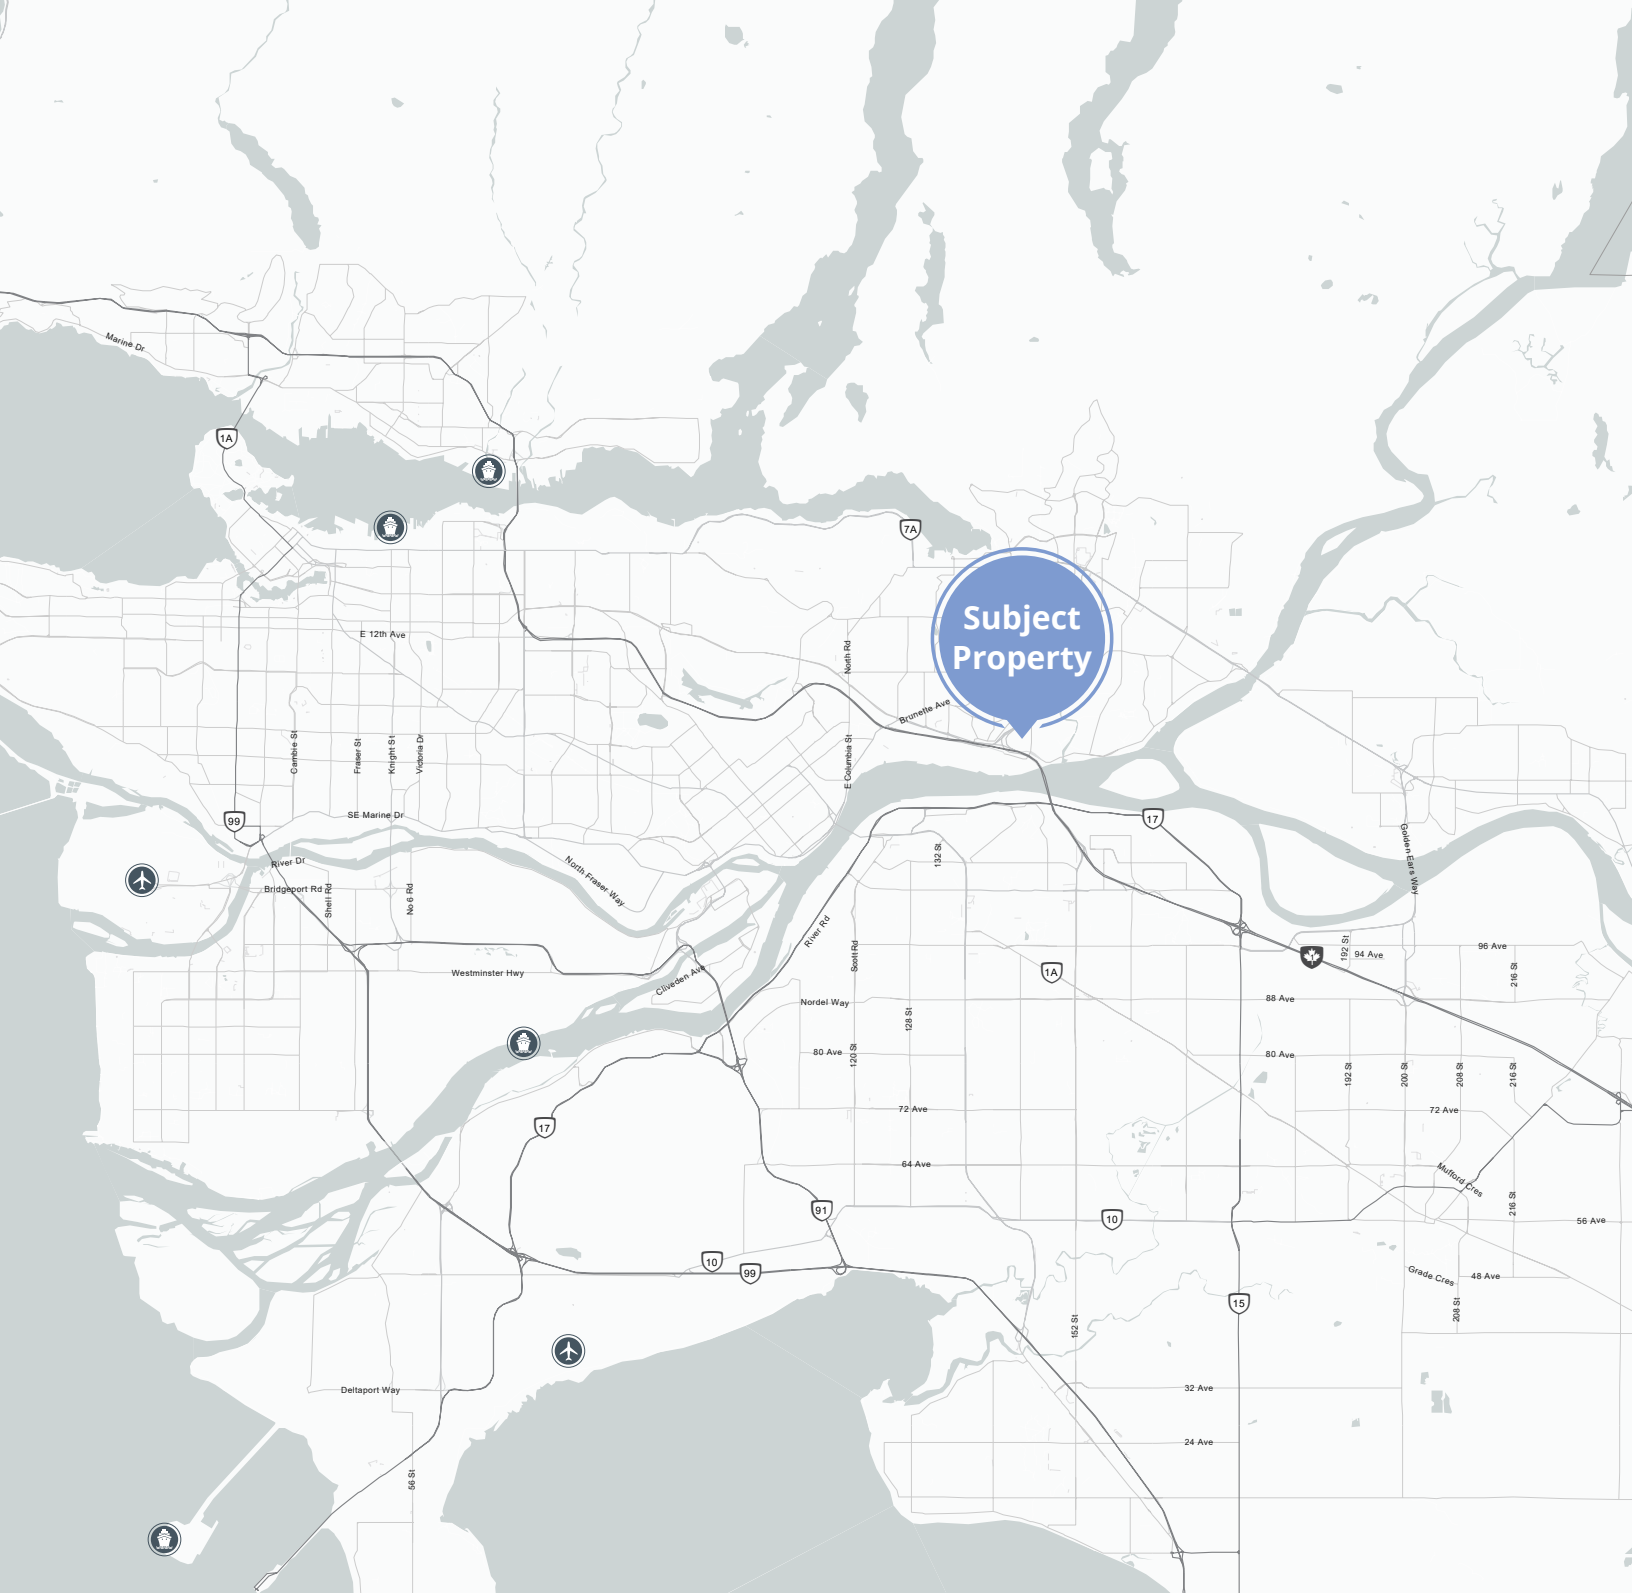 Marine Dr
1A
7A
Subject
Property
E 12th Ave
North Rd
Brunette Ave
Cambie St
Fraser St
Knight St
Victoria Dr
E Columbia St
99
SE Marine Dr
17
River Dr
Bridgeport Rd
Shell Rd
No 6 Rd
North Fraser Way
132 St
Golden Ears Way
River Rd
Scott Rd
192 St
94 Ave
96 Ave
1
216 St
Westminster Hwy
Cliveden Ave
1A
Nordel Way
128 St
88 Ave
80 Ave
120 St
80 Ave
192 St
200 St
208 St
216 St
17
72 Ave
72 Ave
64 Ave
Mufford Cres
91
10
216 St
56 Ave
10
99
Grade Cres
48 Ave
15
208 St
152 St
Deltaport Way
32 Ave
24 Ave
56 St